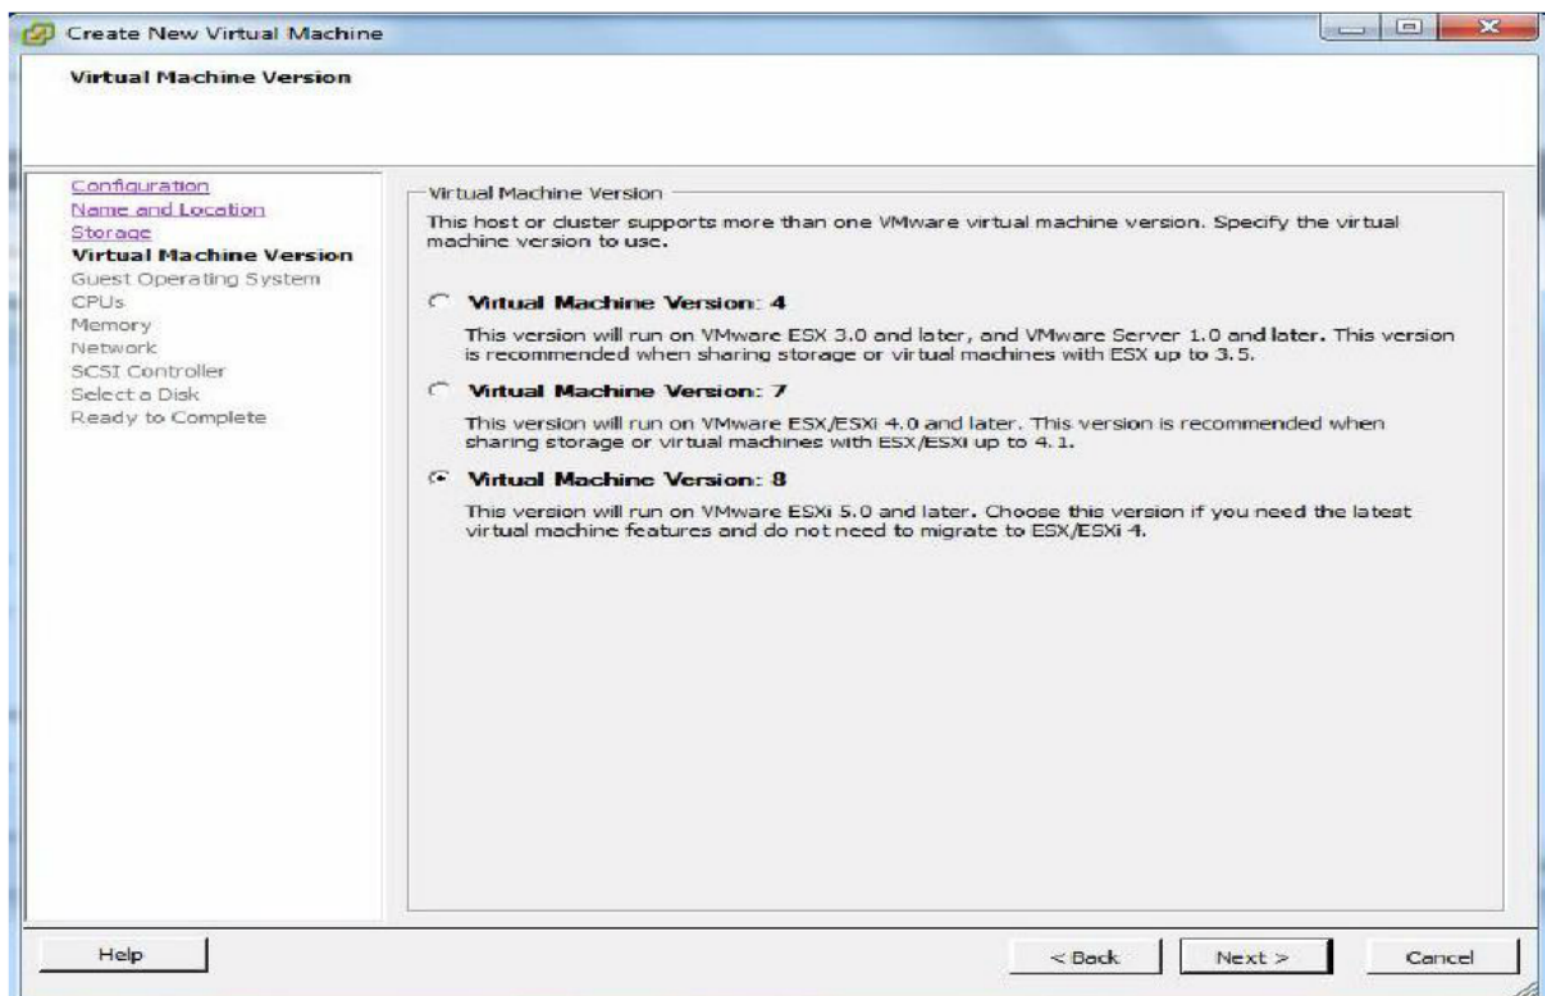 Create New Virtual Machine
Virtual Machine Version
Configuration
Name and Location
Storage
Virtual Machine Version
Guest Operating System
CPUs
Memory
Network
SCSI Controller
Select a Disk
Ready to Complete
Virtual Machine Version
This host or cluster supports more than one VMware virtual machine version. Specify the virtual
machine version to use.
Virtual Machine Version: 4
This version will run on VMware ESX 3.0 and later, and VMware Server 1.0 and later. This version
is recommended when sharing storage or virtual machines with ESX up to 3.5.
Virtual Machine Version: 7
This version will run on VMware ESX/ESXi 4.0 and later. This version is recommended when
sharing storage or virtual machines with ESX/ESXi up to 4.1.
Virtual Machine Version: 8
This version will run on VMware ESXi 5.0 and later. Choose this version if you need the latest
virtual machine features and do not need to migrate to ESX/ESXi 4.
Help
< Back
Next >
Cancel